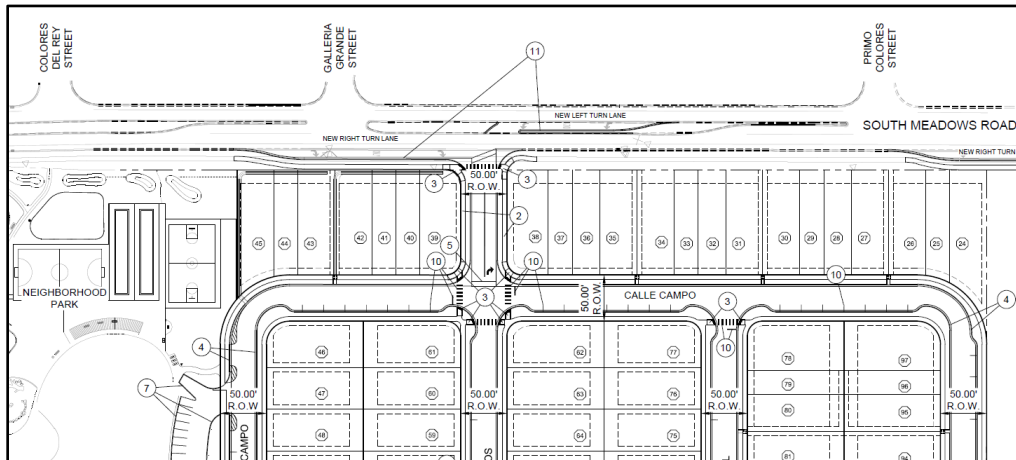 COLORES
DEL REY
STREET
GALLERIA
GRANDE
STREET
PRIMO
COLORES
STREET
11
NEW LEFT TURN LANE
SOUTH MEADOWS ROAD
NEW RIGHT TURN LANE
NEW RIGHT TURN
3
50.00'
R.O.W.
3
2
45
44
43
42
41
40
39
38
37
36
35
34
33
32
31
30
29
28
27
26
25
24
5
10
10
10
3
50.00'
R.O.W.
CALLE CAMPO
3
4
NEIGHBORHOOD
PARK
10
4
46
61
62
77
78
97
7
47
60
63
76
79
96
50.00'
R.O.W.
50.00'
R.O.W.
50.00'
R.O.W.
50.00'
R.O.W.
80
95
48
59
64
75
CAMPO
OS
81
94